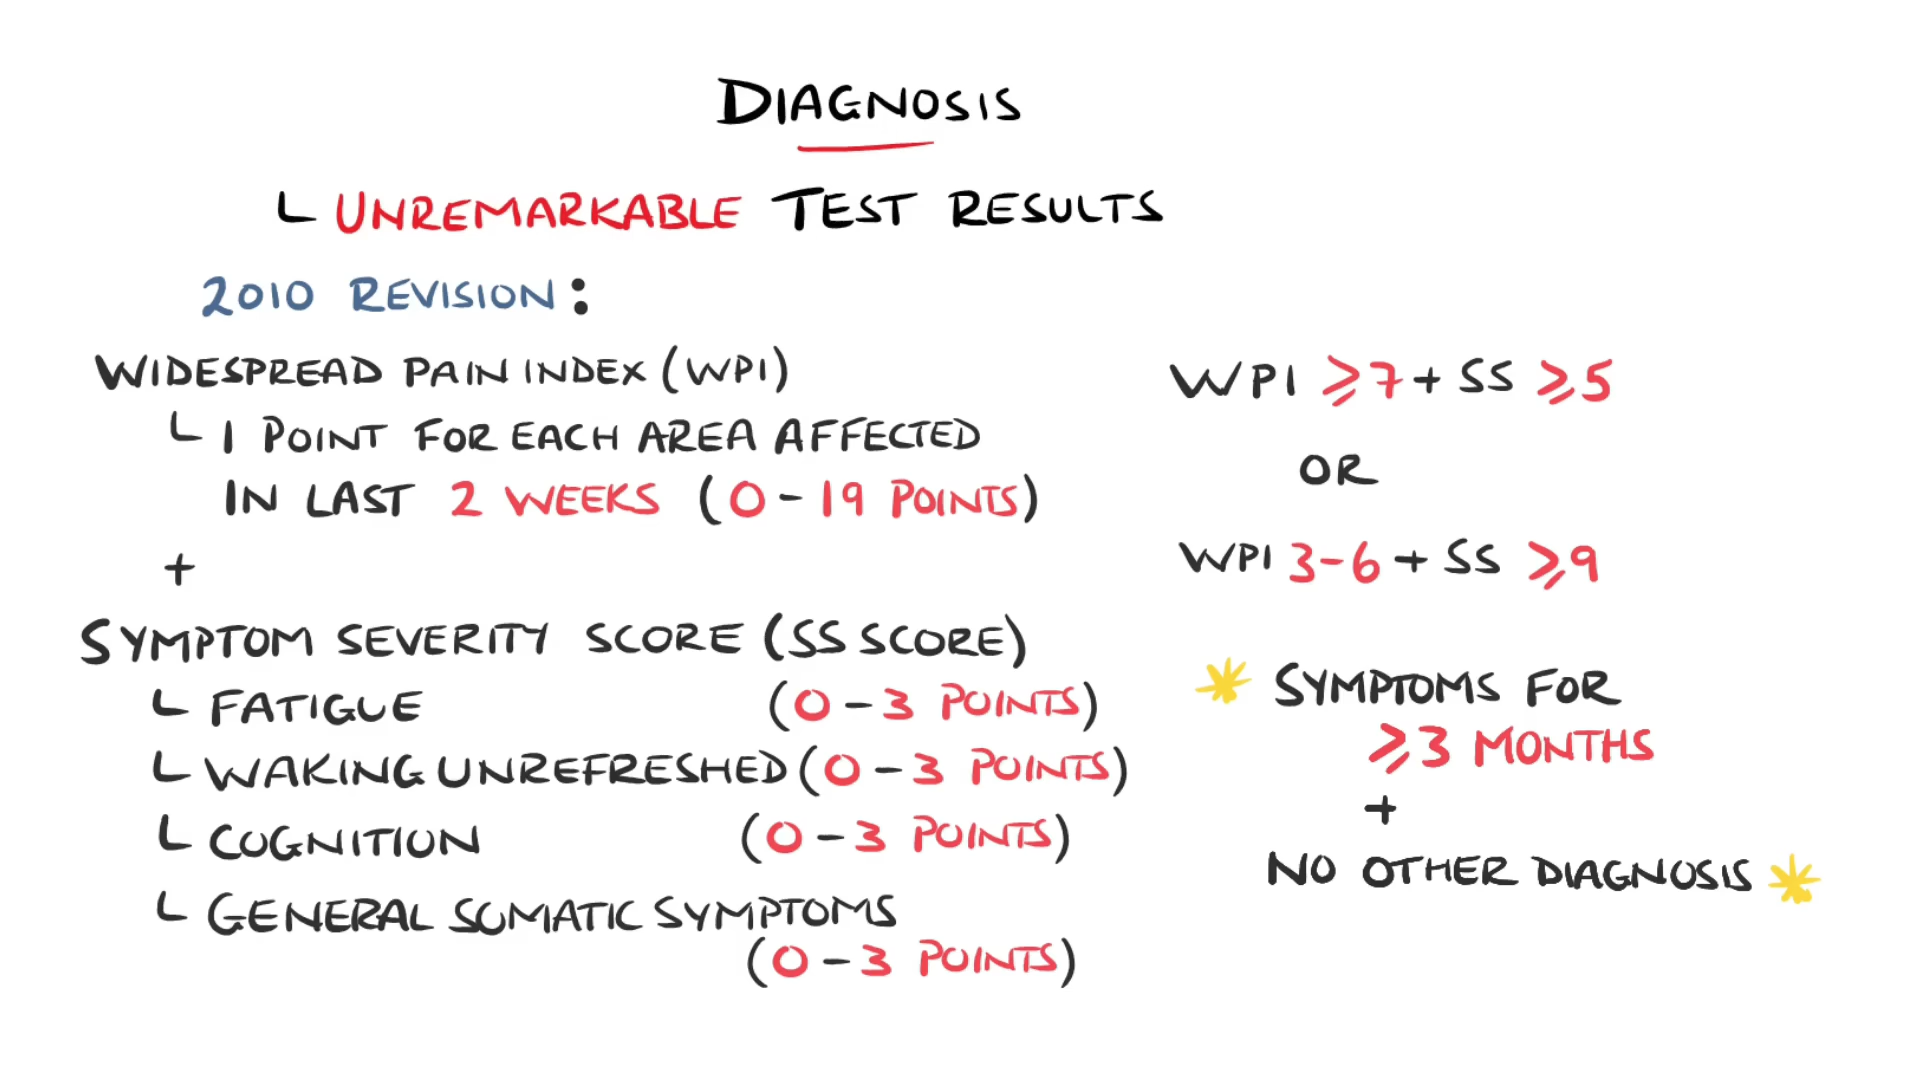 DIAGNOSIS
└ UNREMARKABLE TEST RESULTS
2010 REVISION:
WIDESPREAD PAIN INDEX (WPI)
└ 1 POINT FOR EACH AREA AFFECTED
IN LAST 2 WEEKS (0-19 POINTS)
+
SYMPTOM SEVERITY SCORE (SS SCORE)
└ FATIGUE (0-3 POINTS)
└ WAKING UNREFRESHED (0-3 POINTS)
└ COGNITION (0-3 POINTS)
└ GENERAL SOMATIC SYMPTOMS
(0-3 POINTS)
WPI ⩾7 + SS ⩾5
OR
WPI 3-6 + SS ⩾9
* SYMPTOMS FOR
⩾3 MONTHS
+
NO OTHER DIAGNOSIS *